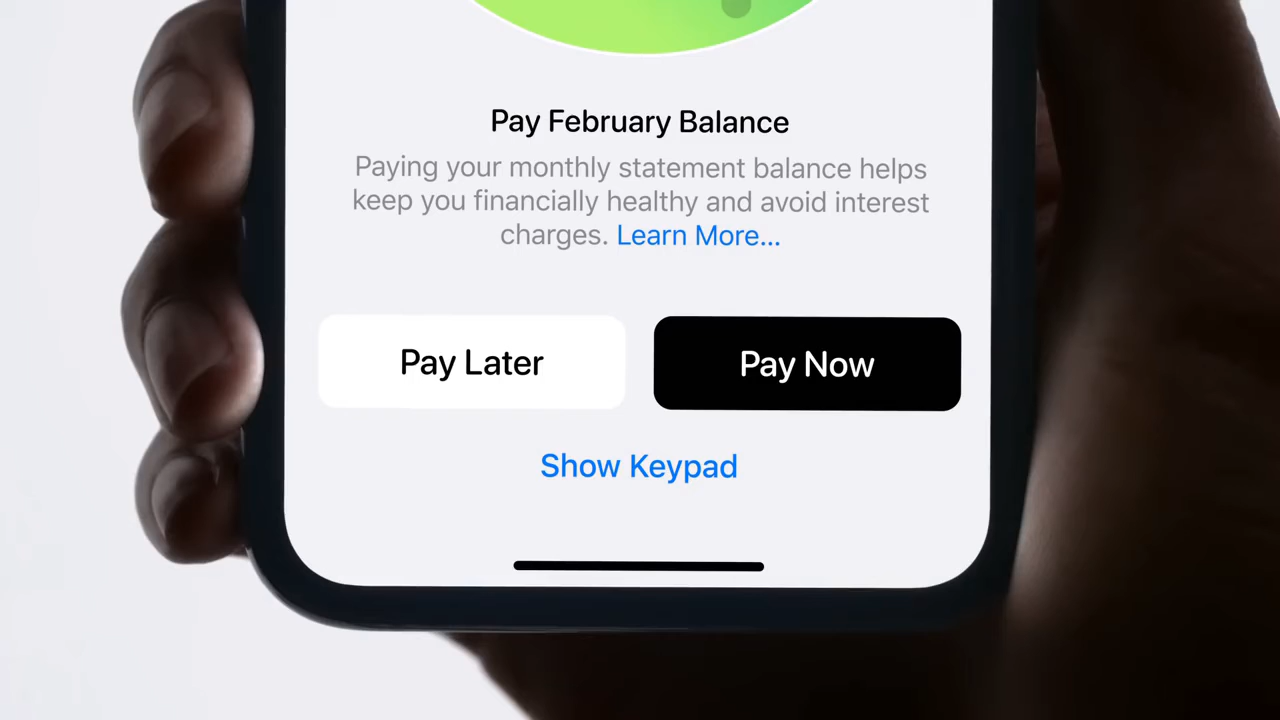 Pay February Balance
Paying your monthly statement balance helps
keep you financially healthy and avoid interest
charges. Learn More...
Pay Later
Pay Now
Show Keypad